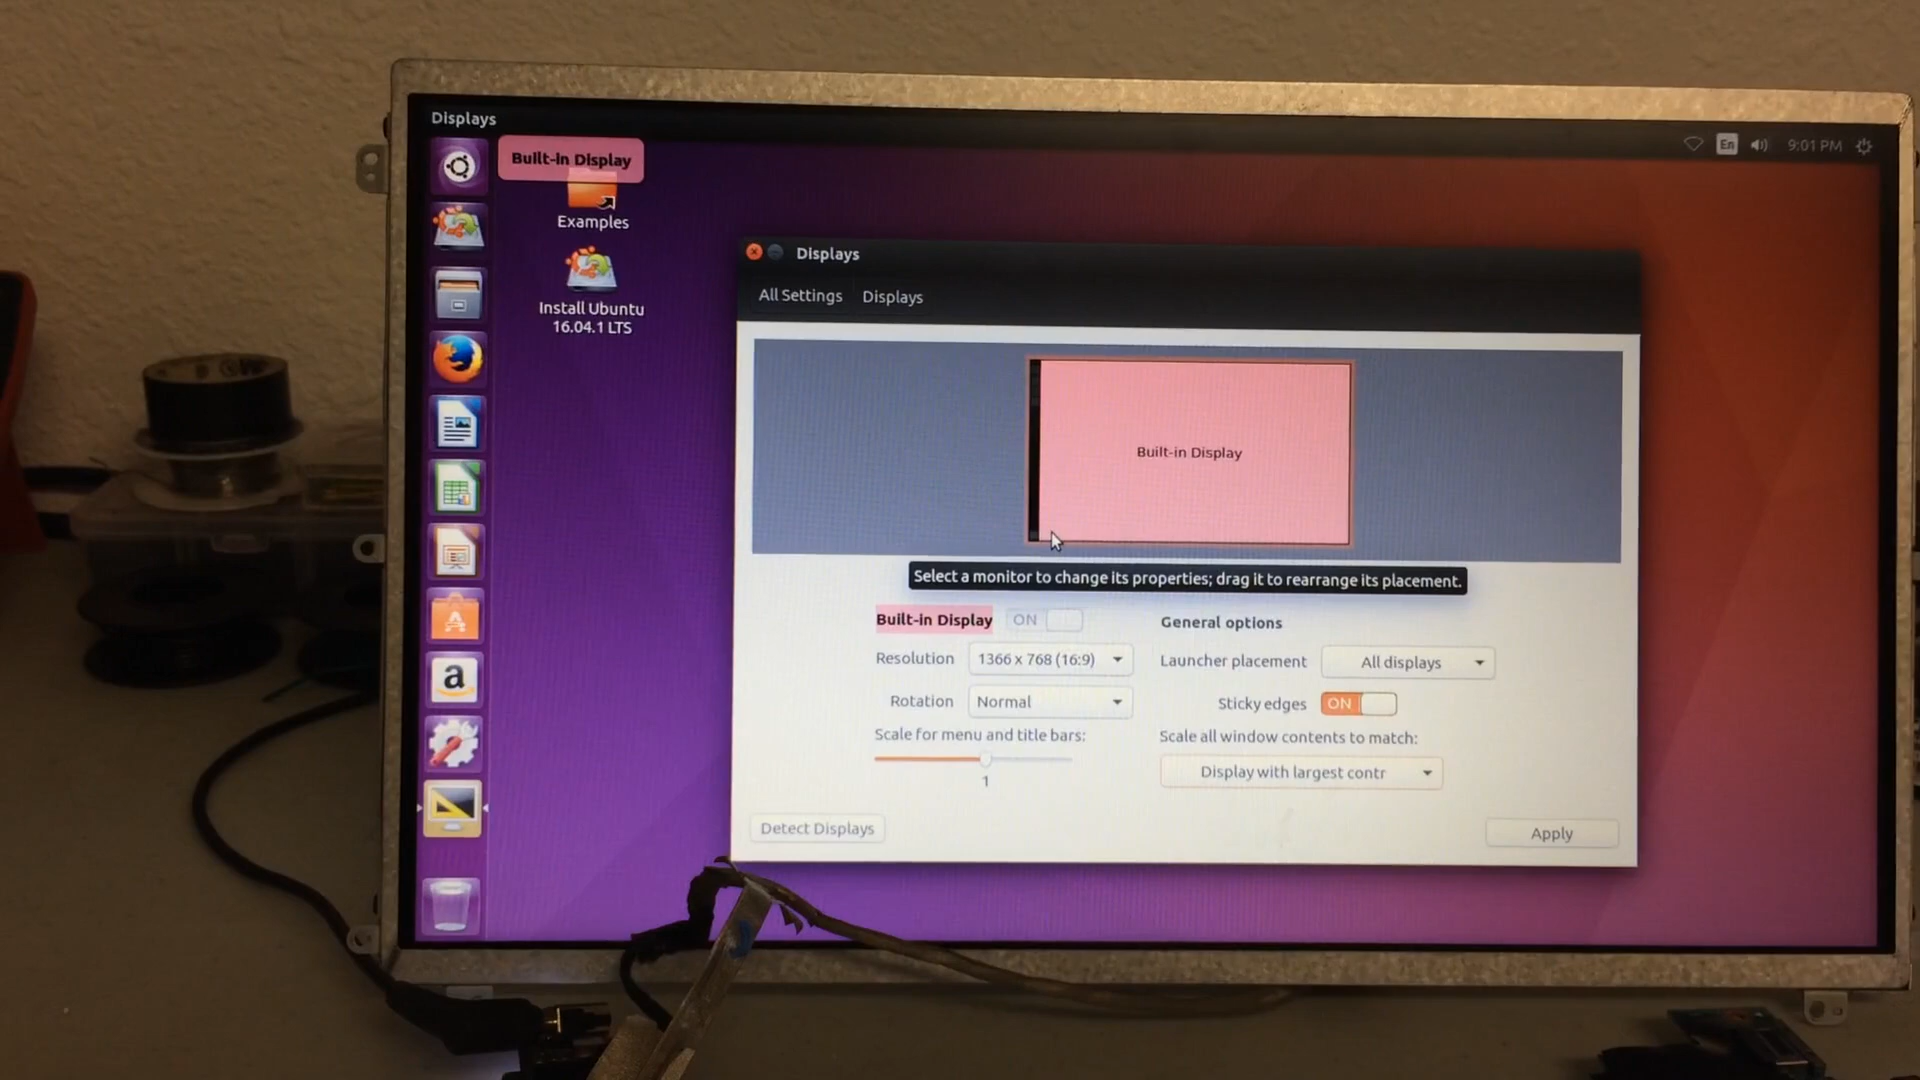 Displays
En
9:01 PM
Built-in Display
Examples
Install Ubuntu
16.04.1 LTS
Displays
All Settings
Displays
Built-in Display
Select a monitor to change its properties; drag it to rearrange its placement.
Built-in Display
ON
Resolution
1366 x 768 (16:9)
Rotation
Normal
Scale for menu and title bars:
1
General options
Launcher placement
All displays
Sticky edges
ON
Scale all window contents to match:
Display with largest contr
Detect Displays
Apply
A
a